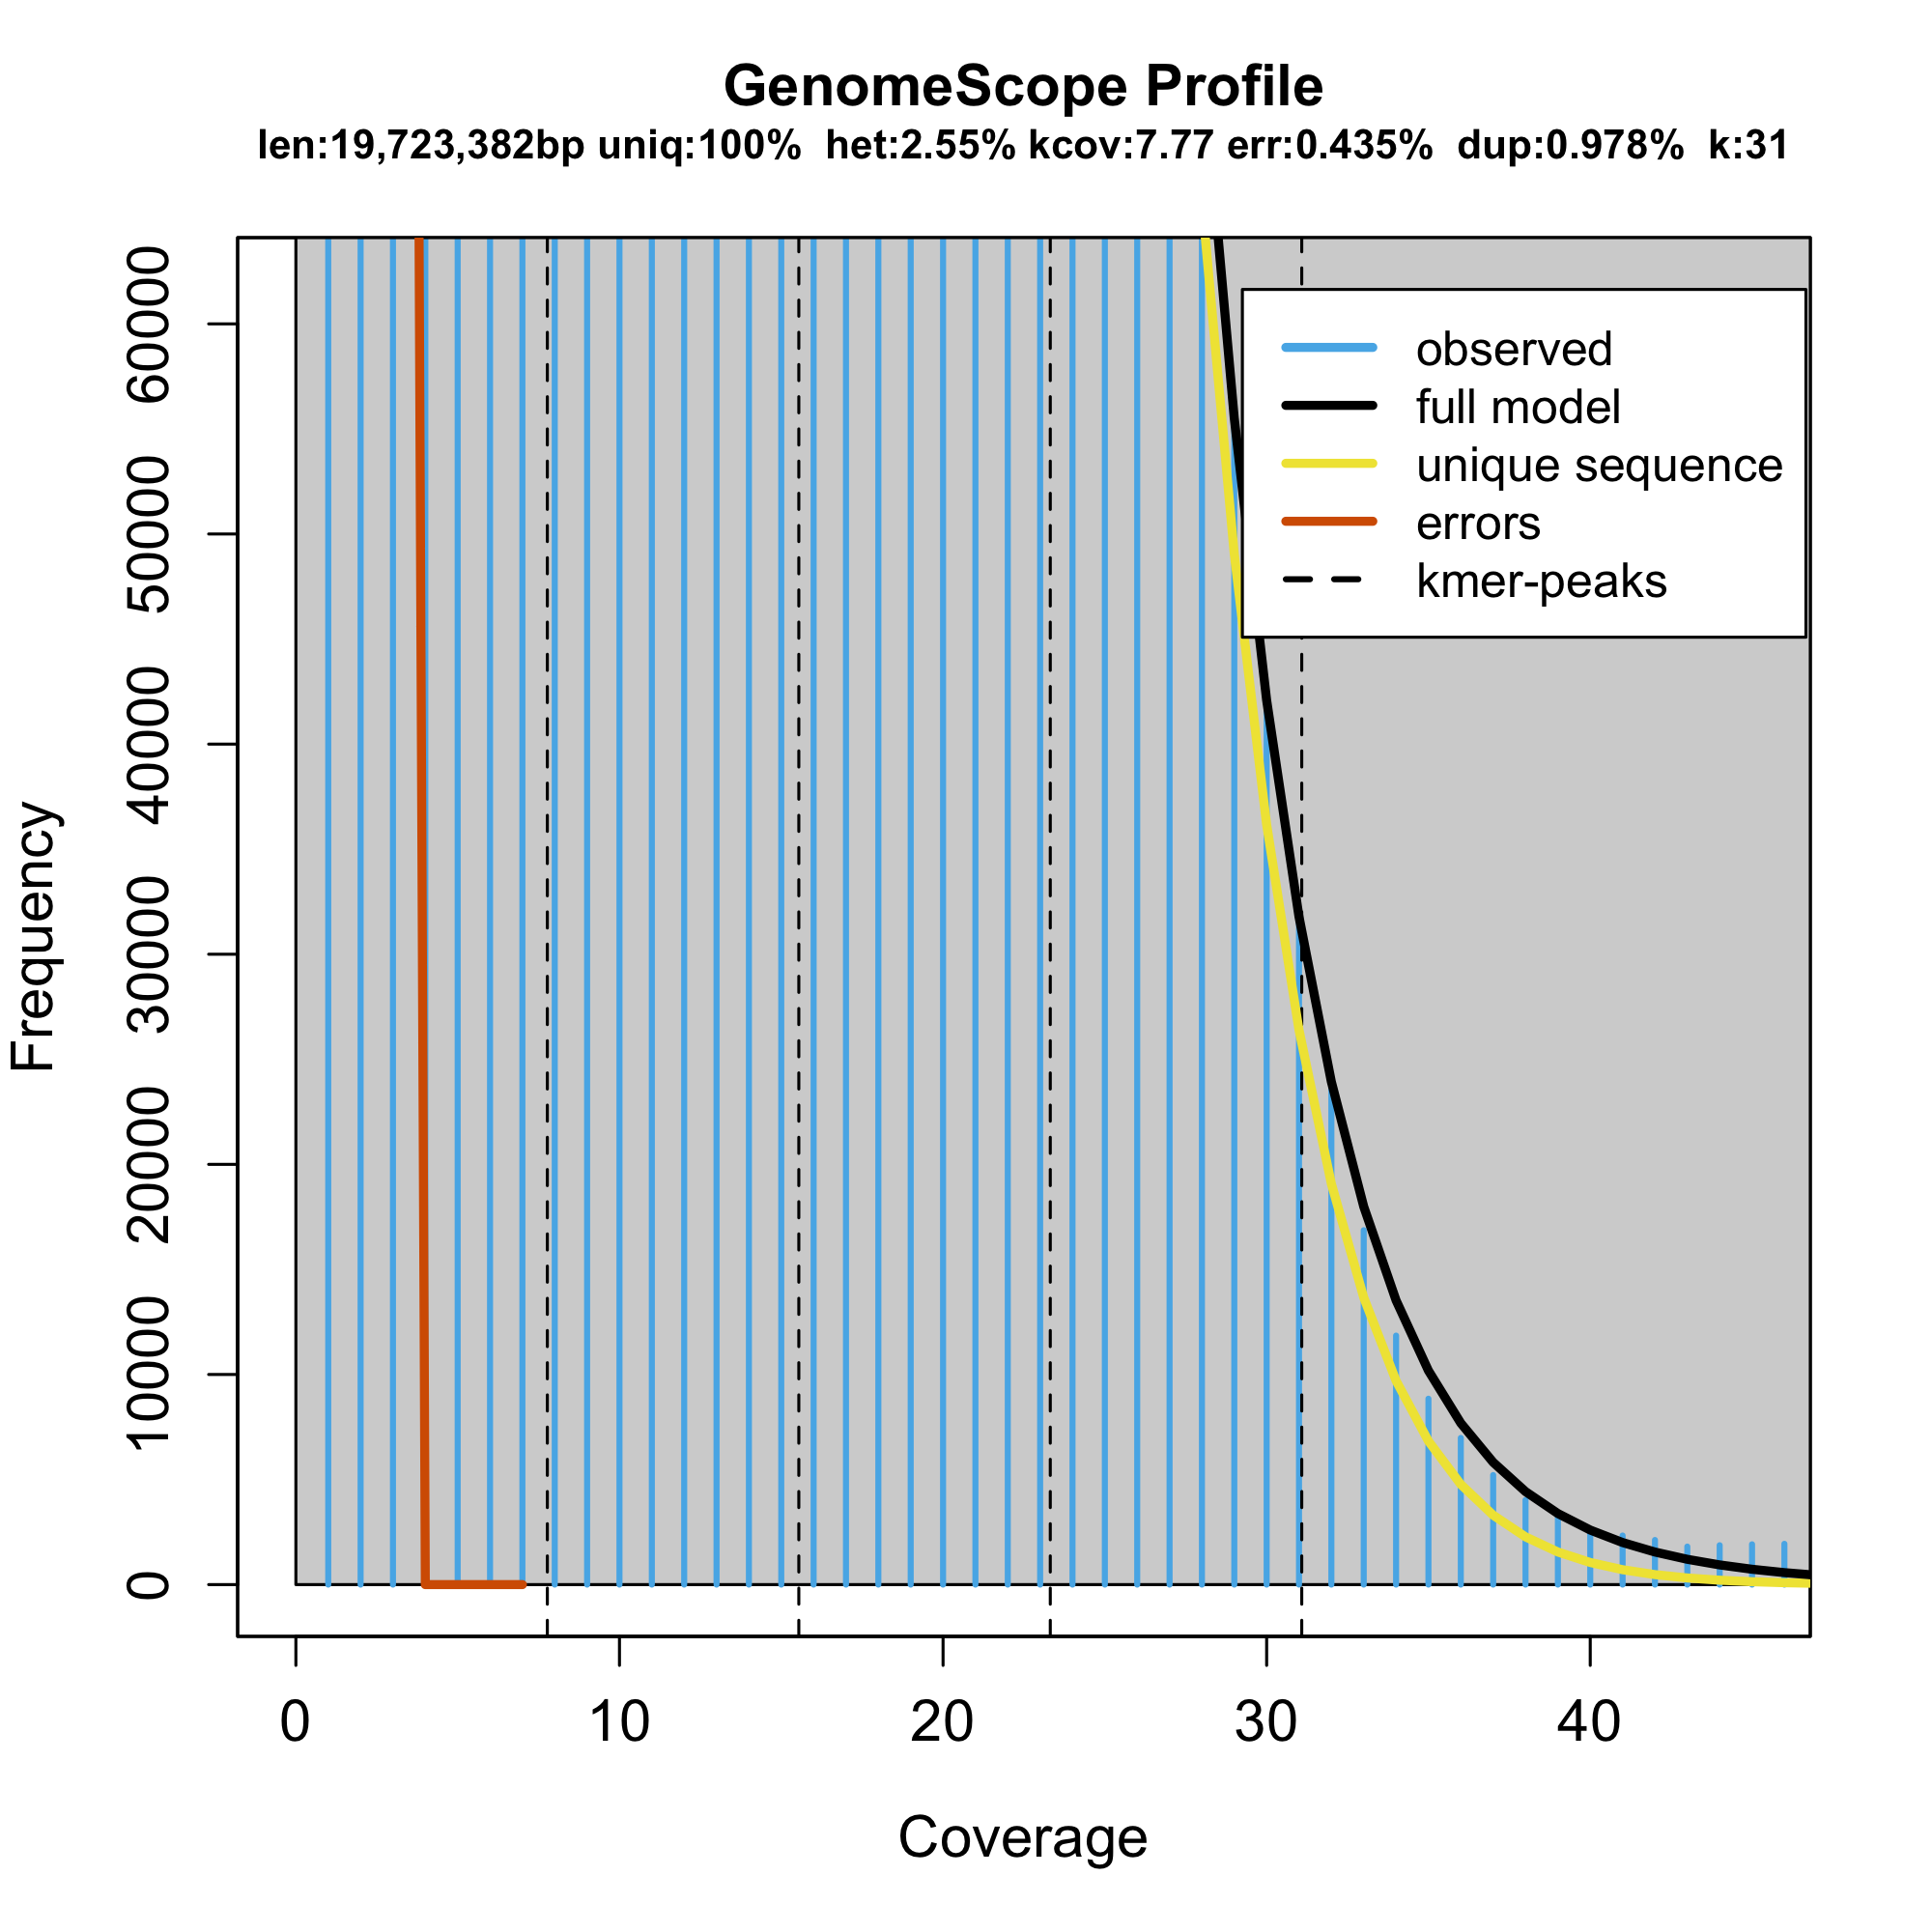 GenomeScope Profile
len:19,723,382bp uniq:100% het:2.55% kcov:7.77 err:0.435% dup:0.978% k:31
observed
full model
unique sequence
errors
kmer-peaks
Frequency
60000
50000
40000
30000
20000
10000
0
0 10 20 30 40
Coverage